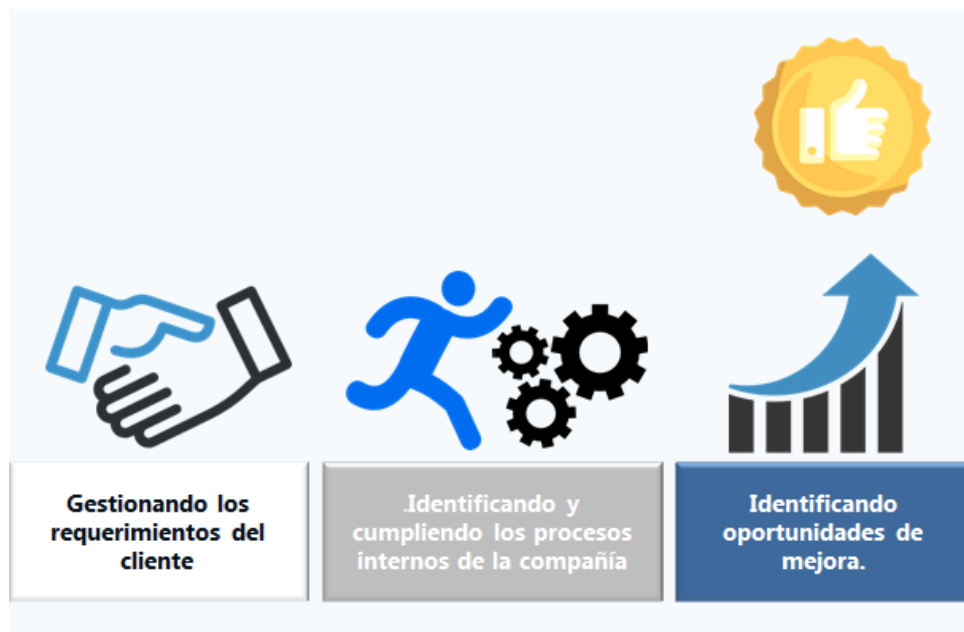 Gestionando los
requerimientos del
cliente
.Identificando y
cumpliendo los procesos
internos de la compañía
Identificando
oportunidades de
mejora.